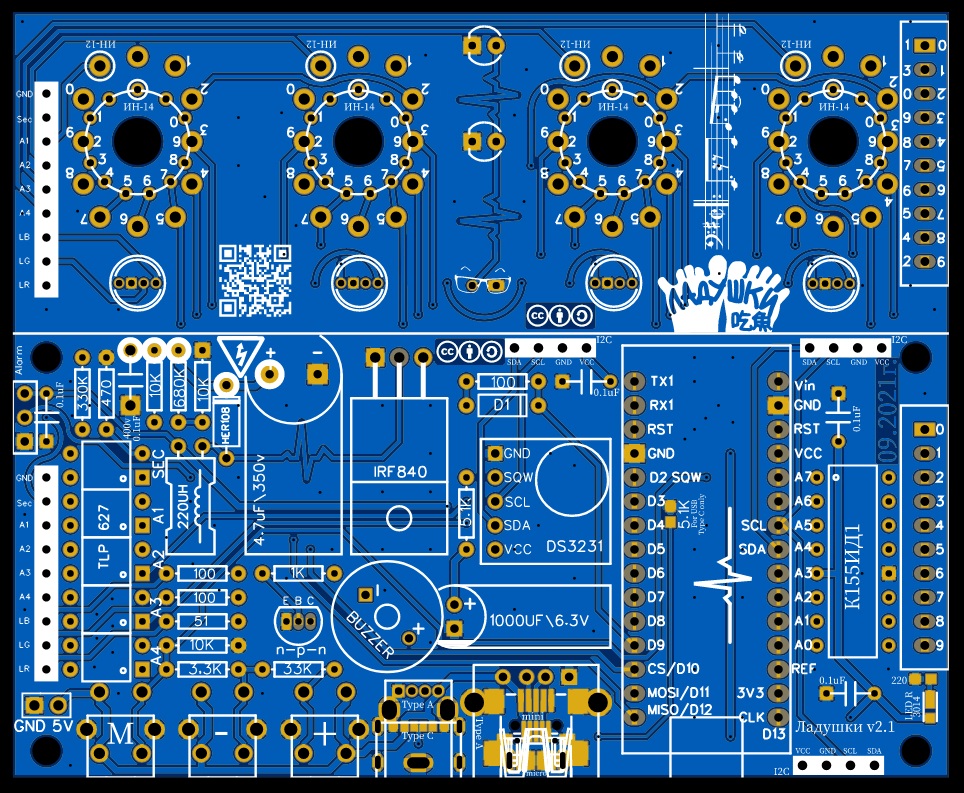 ИН-12
ИН-12
ИН-12
ИН-12
0 1 2 3 4 5 6 7 8 9
ИН-14
0 1 2 3 4 5 6 7 8 9
0 1 2 3 4 5 6 7 8 9
ИН-14
0 1 2 3 4 5 6 7 8 9
0 1 2 3 4 5 6 7 8 9
ИН-14
0 1 2 3 4 5 6 7 8 9
0 1 2 3 4 5 6 7 8 9
ИН-14
0 1 2 3 4 5 6 7 8 9
GND
Sec
A1
A2
A3
A4
LB
LG
LR
1 0
3 1
0 2
9 3
8 4
7 5
6 6
5 7
4 8
2 9
ЛАДУШКИ
吃魚
cc
cc
I2C
SDA SCL GND VCC
I2C
SDA SCL GND VCC
Alarm
0.1uF
330K
470
400v
0.1uF
10K
680K
10K
HER108
+ -
4.7uF\350v
IRF840
100
D1
0.1uF
5.1K
GND
SQW
SCL
SDA
VCC
DS3231
TX1
RX1
RST
GND
D2 SQW
D3
D4
D5
D6
D7
D8
D9
CS/D10
MOSI/D11
MISO/D12
5.1K
For USB
Type C only
Vin
GND
RST
VCC
A7
A6
SCL A5
SDA A4
A3
A2
A1
A0
REF
3V3
CLK
D13
0.1uF
09.2021г
К155ИД1
0
1
2
3
4
5
6
7
8
9
GND
Sec
A1
A2
A3
A4
LB
LG
LR
627
TLP
SEC
A1
A2
A3
A4
220UH
100
100
51
10K
3.3K
1K
E B C
n-p-n
33K
BUZZER
+
+
1000UF\6.3V
GND 5V
M
-
+
Type A
Type C
Type A
mini
micro
0.1uF
220
LED R
3014
Ладушки v2.1
VCC GND SCL SDA
I2C